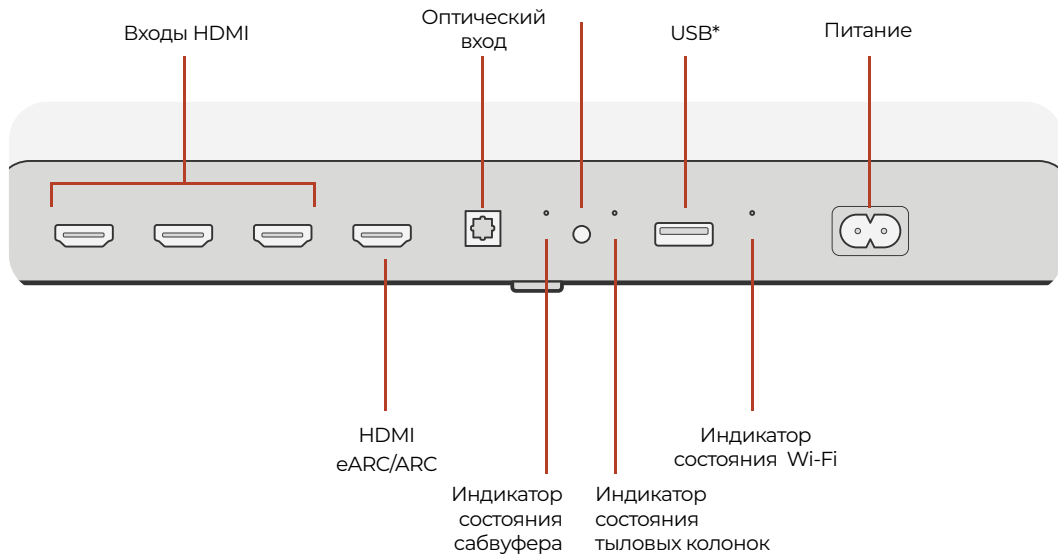 Входы HDMI
Оптический
вход
USB*
Питание
HDMI
eARC/ARC
Индикатор
состояния Wi-Fi
Индикатор
состояния
сабвуфера
Индикатор
состояния
тыловых колонок